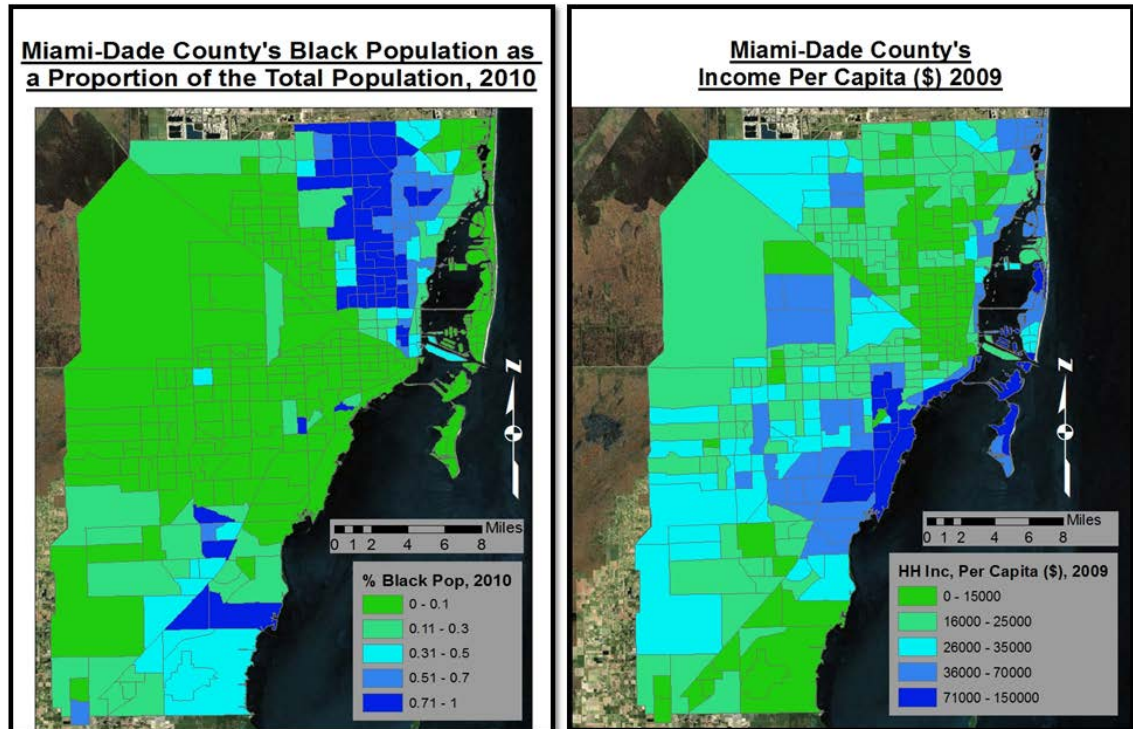 Miami-Dade County's Black Population as
a Proportion of the Total Population, 2010
Z
Miles
0 1 2 4 6 8
% Black Pop, 2010
0 - 0.1
0.11 - 0.3
0.31 - 0.5
0.51 - 0.7
0.71 - 1
Miami-Dade County's
Income Per Capita ($) 2009
Z
Miles
0 1 2 4 6 8
HH Inc, Per Capita ($), 2009
0 - 15000
16000 - 25000
26000 - 35000
36000 - 70000
71000 - 150000